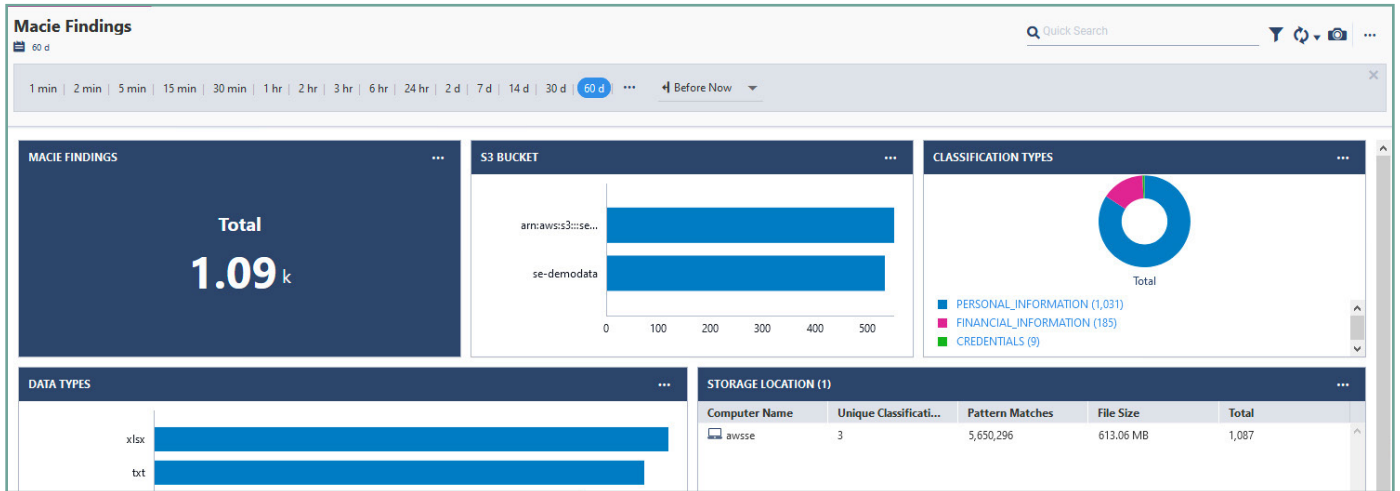 Macie Findings
60 d
Quick Search
1 min | 2 min | 5 min | 15 min | 30 min | 1 hr | 2 hr | 3 hr | 6 hr | 24 hr | 2 d | 7 d | 14 d | 30 d | 60 d | ••• Before Now
MACIE FINDINGS •••
Total
1.09 k
S3 BUCKET •••
arn:aws:s3:::se...
se-demodata
0 100 200 300 400 500
CLASSIFICATION TYPES •••
Total
PERSONAL_INFORMATION (1,031)
FINANCIAL_INFORMATION (185)
CREDENTIALS (9)
DATA TYPES •••
xlsx
txt
STORAGE LOCATION (1) •••
Computer Name Unique Classificati... Pattern Matches File Size Total
awsse 3 5,650,296 613.06 MB 1,087